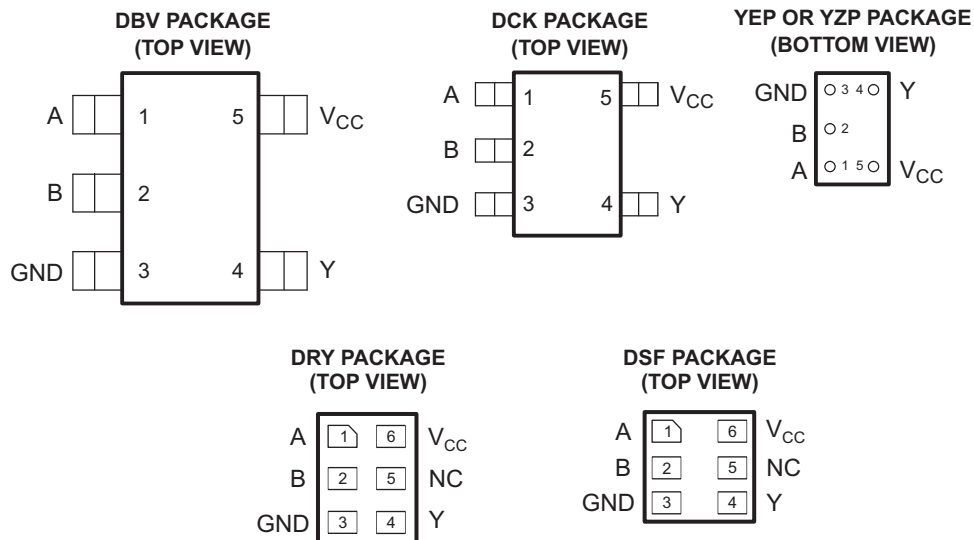 DBV PACKAGE
(TOP VIEW)
A 1 5 VCC
B 2
GND 3 4 Y
DCK PACKAGE
(TOP VIEW)
A 1 5 VCC
B 2
GND 3 4 Y
YEP OR YZP PACKAGE
(BOTTOM VIEW)
GND 3 4 Y
B 2
A 1 5 VCC
DRY PACKAGE
(TOP VIEW)
A 1 6 VCC
B 2 5 NC
GND 3 4 Y
DSF PACKAGE
(TOP VIEW)
A 1 6 VCC
B 2 5 NC
GND 3 4 Y